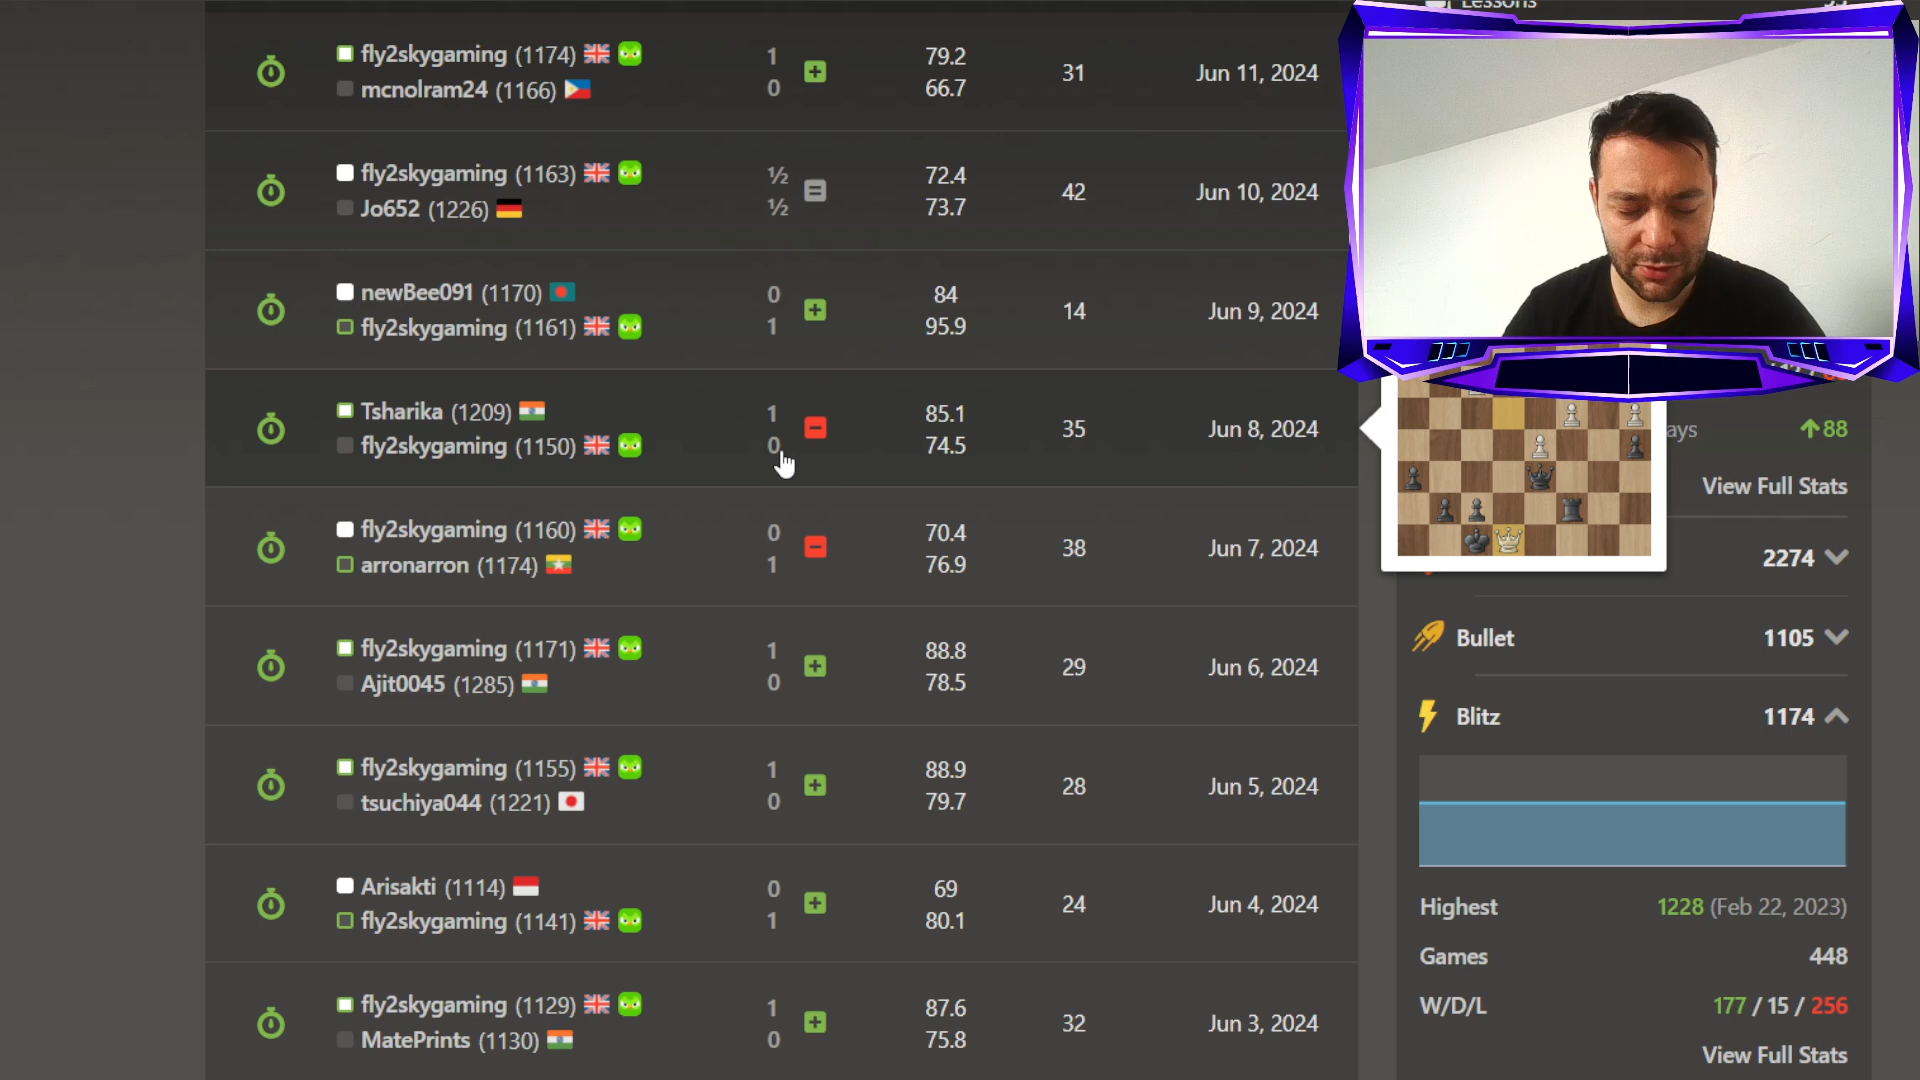 Lessons
fly2skygaming (1174)
mcnolram24 (1166)
1
0
79.2
66.7
31
Jun 11, 2024
fly2skygaming (1163)
Jo652 (1226)
½
½
72.4
73.7
42
Jun 10, 2024
newBee091 (1170)
fly2skygaming (1161)
0
1
84
95.9
14
Jun 9, 2024
Tsharika (1209)
fly2skygaming (1150)
1
0
85.1
74.5
35
Jun 8, 2024
fly2skygaming (1160)
arronarron (1174)
0
1
70.4
76.9
38
Jun 7, 2024
fly2skygaming (1171)
Ajit0045 (1285)
1
0
88.8
78.5
29
Jun 6, 2024
fly2skygaming (1155)
tsuchiya044 (1221)
1
0
88.9
79.7
28
Jun 5, 2024
Arisakti (1114)
fly2skygaming (1141)
0
1
69
80.1
24
Jun 4, 2024
fly2skygaming (1129)
MatePrints (1130)
1
0
87.6
75.8
32
Jun 3, 2024
ays 88
View Full Stats
2274
Bullet 1105
Blitz 1174
Highest 1228 (Feb 22, 2023)
Games 448
W/D/L 177 / 15 / 256
View Full Stats